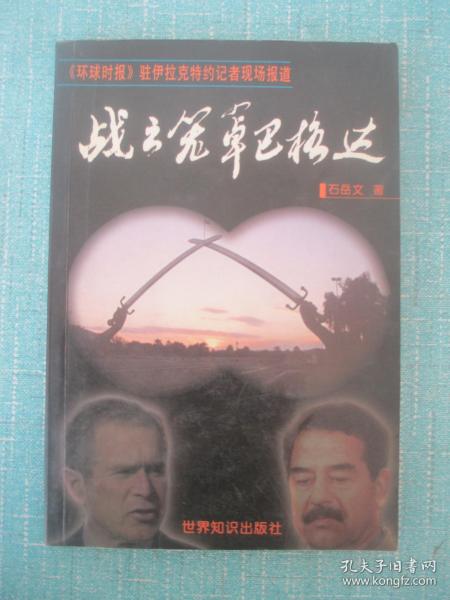 《环球时报》驻伊拉克特约记者现场报道
战云笼罩巴格达
石岳文 著
世界知识出版社
孔夫子旧书网
www.kongfz.com